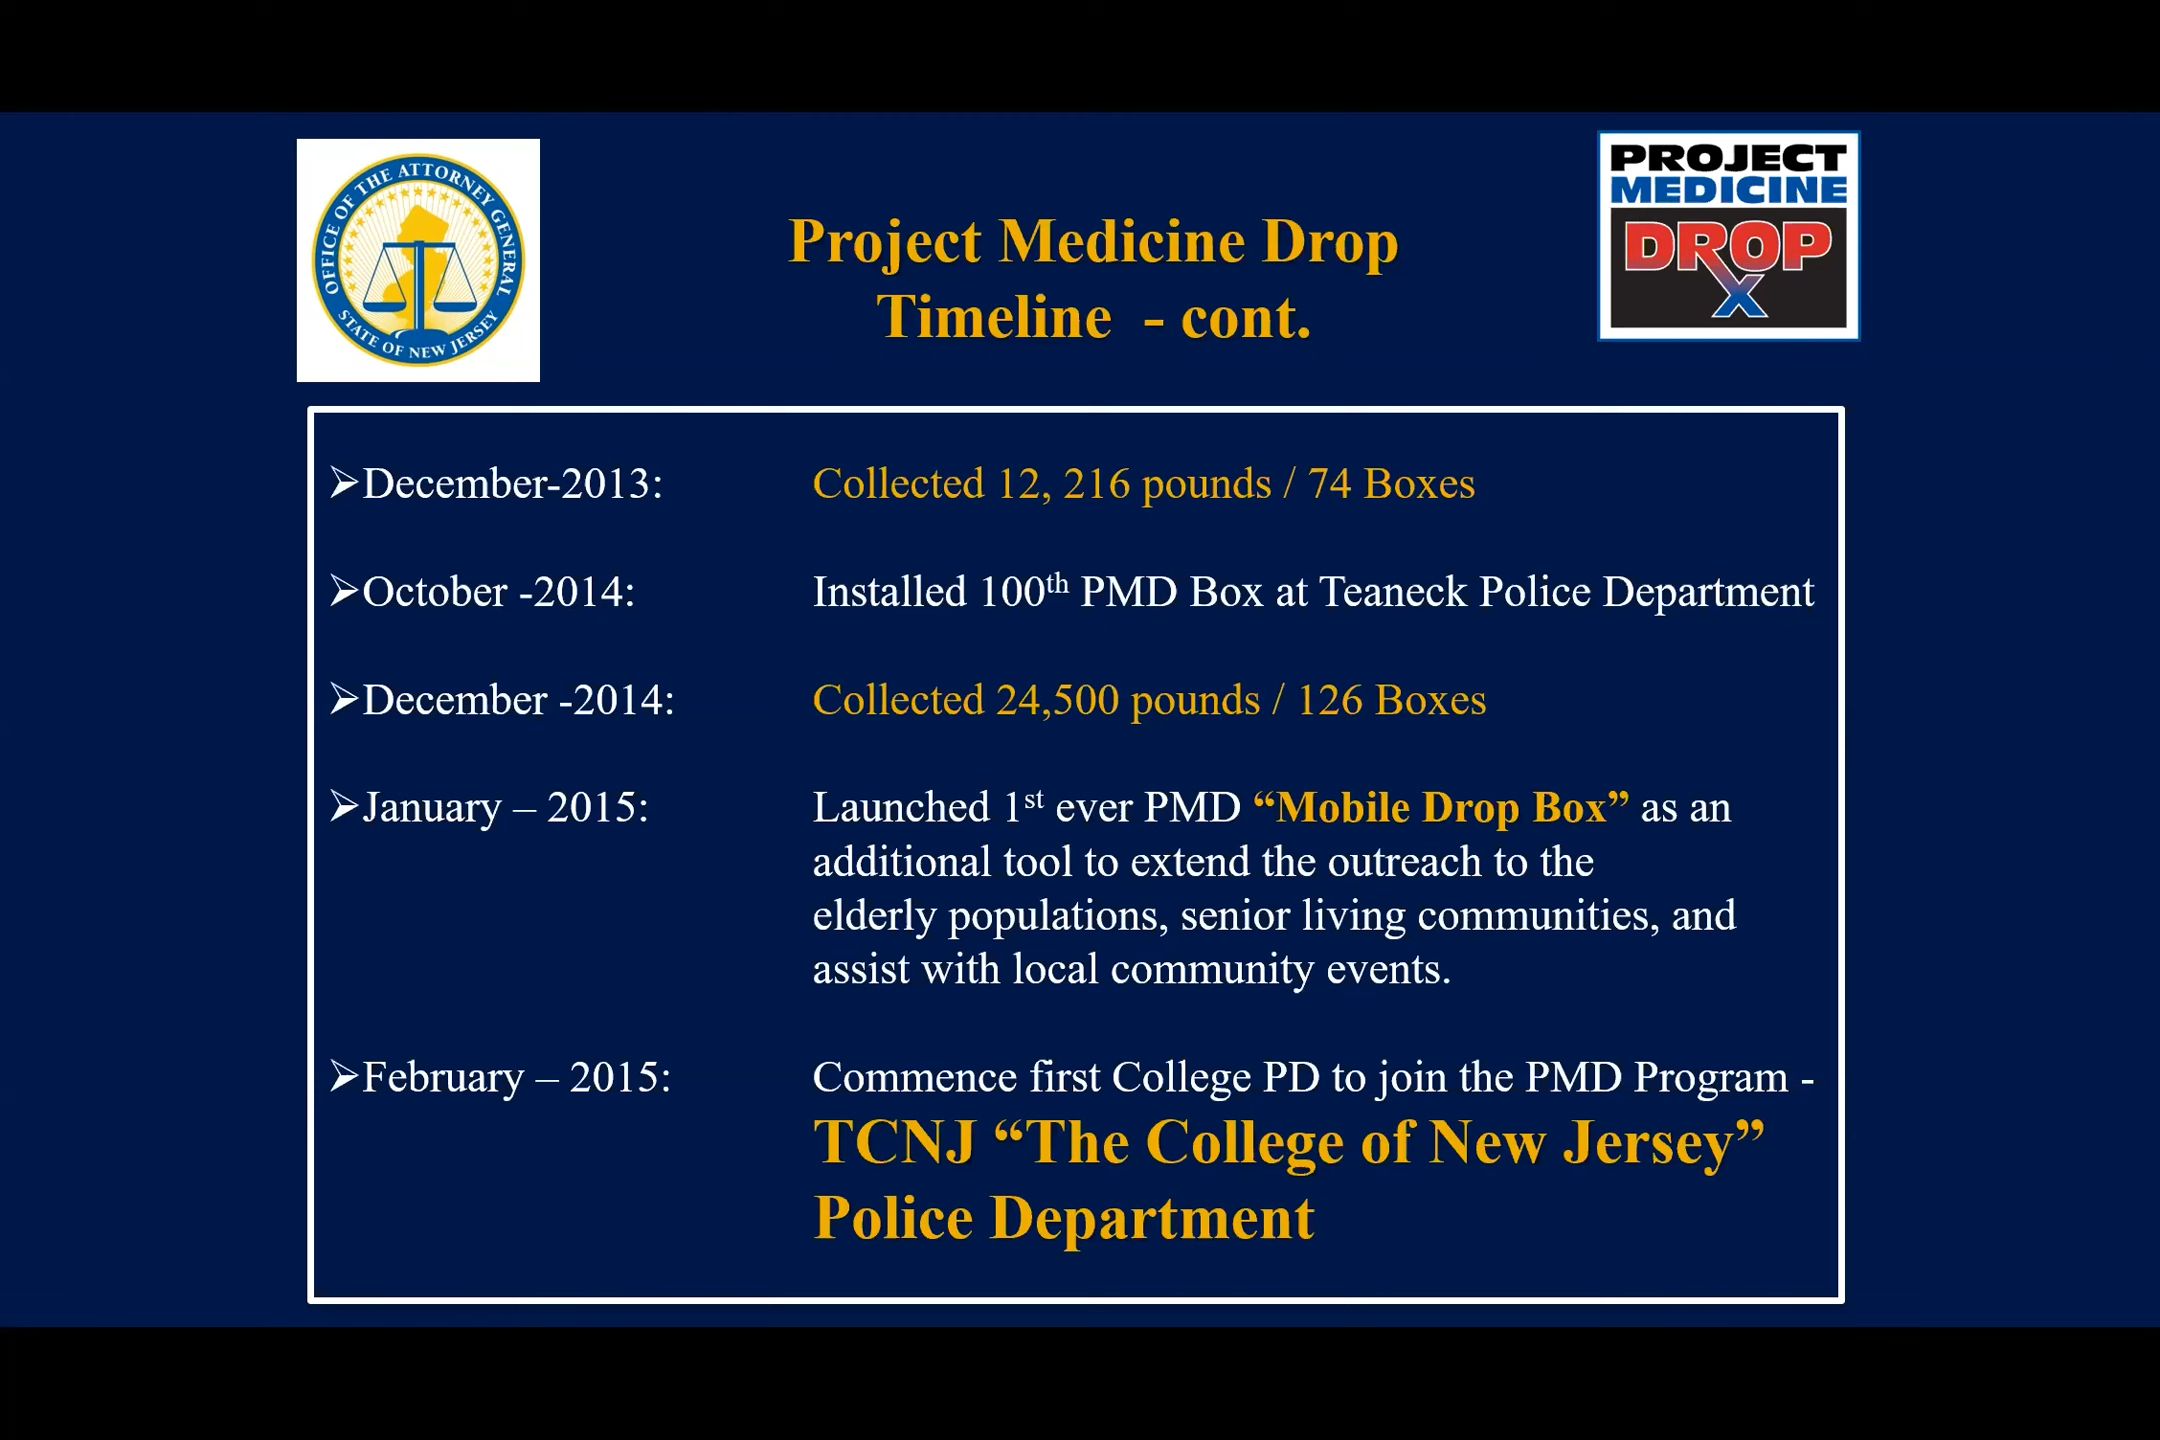 OFFICE OF THE ATTORNEY GENERAL
STATE OF NEW JERSEY
Project Medicine Drop
Timeline - cont.
PROJECT
MEDICINE
DROP
X
➢December-2013: Collected 12, 216 pounds / 74 Boxes
➢October -2014: Installed 100th PMD Box at Teaneck Police Department
➢December -2014: Collected 24,500 pounds / 126 Boxes
➢January – 2015: Launched 1st ever PMD “Mobile Drop Box” as an
additional tool to extend the outreach to the
elderly populations, senior living communities, and
assist with local community events.
➢February – 2015: Commence first College PD to join the PMD Program -
TCNJ “The College of New Jersey”
Police Department